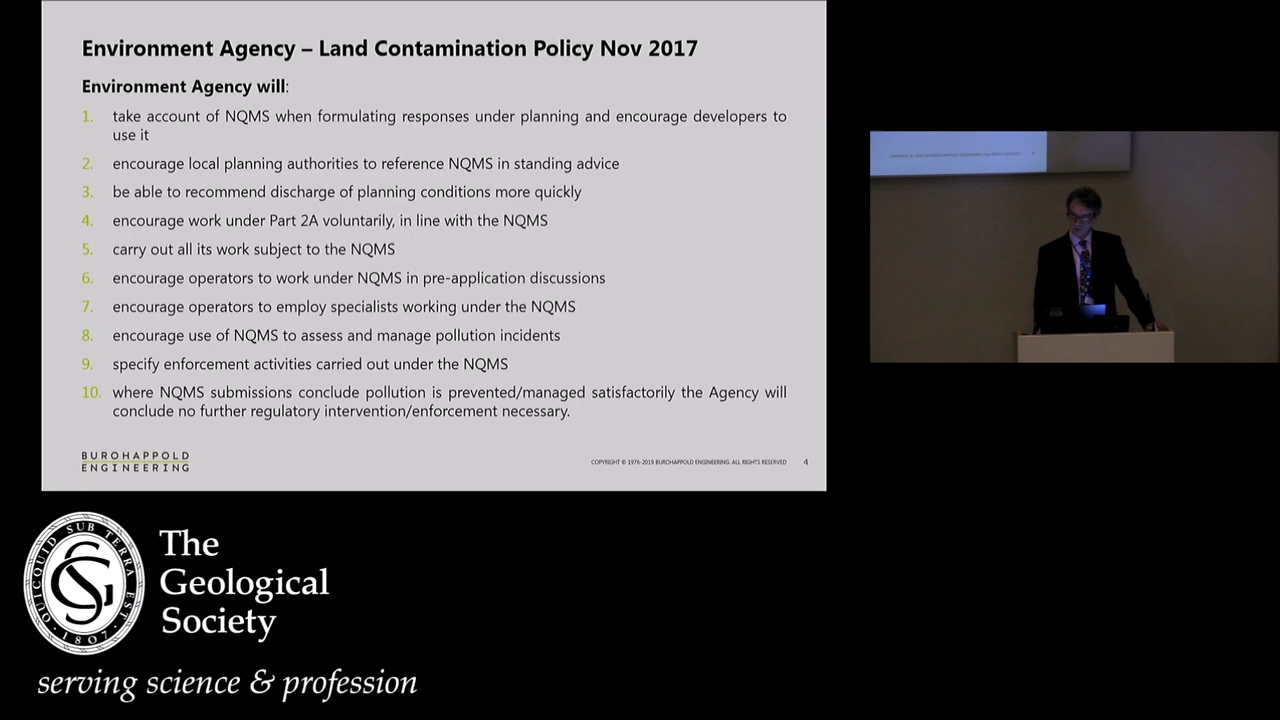 Environment Agency – Land Contamination Policy Nov 2017
Environment Agency will:
1. take account of NQMS when formulating responses under planning and encourage developers to
use it
2. encourage local planning authorities to reference NQMS in standing advice
3. be able to recommend discharge of planning conditions more quickly
4. encourage work under Part 2A voluntarily, in line with the NQMS
5. carry out all its work subject to the NQMS
6. encourage operators to work under NQMS in pre-application discussions
7. encourage operators to employ specialists working under the NQMS
8. encourage use of NQMS to assess and manage pollution incidents
9. specify enforcement activities carried out under the NQMS
10. where NQMS submissions conclude pollution is prevented/managed satisfactorily the Agency will
conclude no further regulatory intervention/enforcement necessary.
BUROHAPPOLD
ENGINEERING
COPYRIGHT © 1976-2019 BUROHAPPOLD ENGINEERING. ALL RIGHTS RESERVED 4
QUICQUID SUB TERRA EST
· 1807 ·
The
Geological
Society
serving science & profession